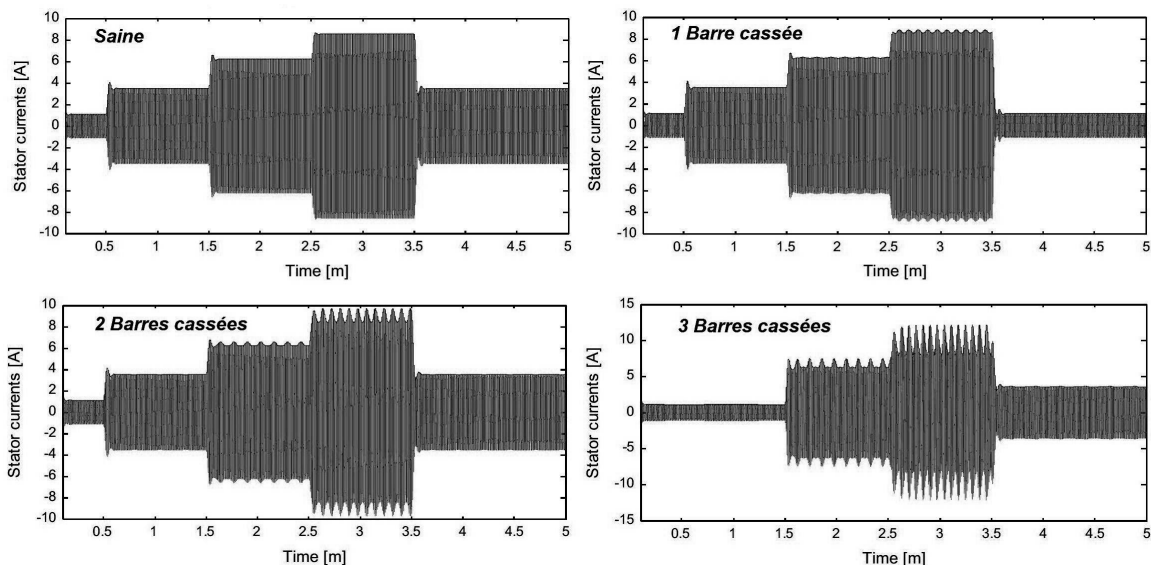 Saine
Stator currents [A]
10
8
6
4
2
0
-2
-4
-6
-8
-10
0.5 1 1.5 2 2.5 3 3.5 4 4.5 5
Time [m]
1 Barre cassée
Stator currents [A]
10
8
6
4
2
0
-2
-4
-6
-8
-10
0.5 1 1.5 2 2.5 3 3.5 4 4.5 5
Time [m]
2 Barres cassées
Stator currents [A]
10
8
6
4
2
0
-2
-4
-6
-8
-10
0.5 1 1.5 2 2.5 3 3.5 4 4.5 5
Time [m]
3 Barres cassées
Stator currents [A]
15
10
5
0
-5
-10
-15
0.5 1 1.5 2 2.5 3 3.5 4 4.5 5
Time [m]